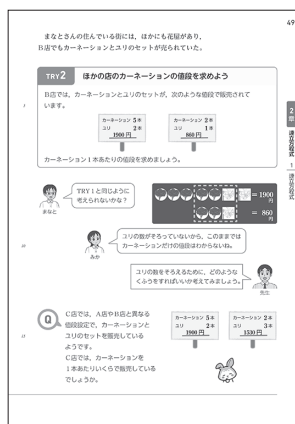 49
まなとさんの住んでいる街には，ほかにも花屋があり，
B店でもカーネーションとユリのセットが売られていた。
TRY2 ほかの店のカーネーションの値段を求めよう
B店では，カーネーションとユリのセットが，次のような値段で販売されて
います。
カーネーション 5本
ユリ 2本
1900円
カーネーション 2本
ユリ 1本
860円
カーネーション1本あたりの値段を求めましょう。
TRY1と同じように
考えられないかな？
まなと
= 1900
円
= 860
円
ユリの数がそろっていないから，このままでは
カーネーションだけの値段はわからないね。
みか
ユリの数をそろえるために，どのような
くふうをすればいいか考えてみましょう。
先生
Q
C店では，A店やB店と異なる
値段設定で，カーネーションと
ユリのセットを販売している
ようです。
C店では，カーネーションを
1本あたりいくらで販売している
でしょうか。
カーネーション 5本
ユリ 2本
1900円
カーネーション 2本
ユリ 3本
1530円
2章
連立方程式
1
連立方程式
5
10
15